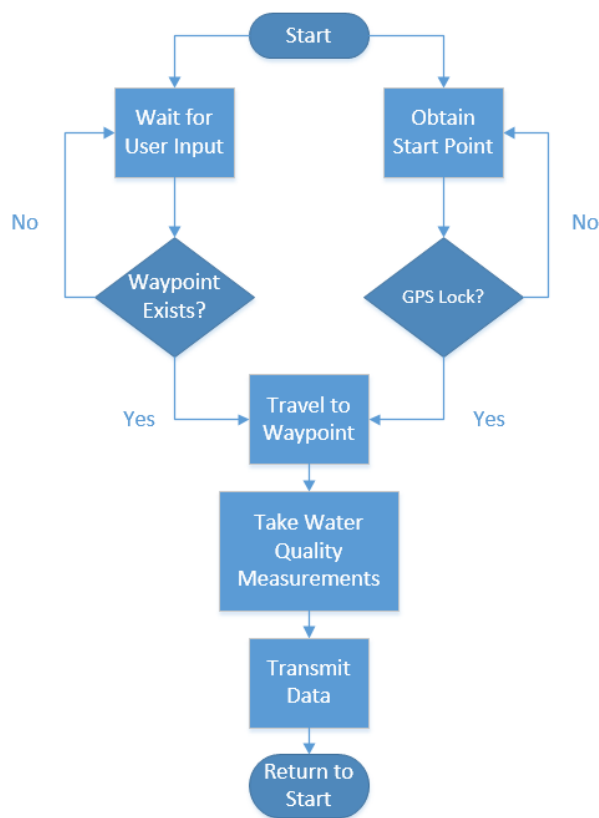 Start
Wait for
User Input
Obtain
Start Point
No
No
Waypoint
Exists?
GPS Lock?
Yes
Travel to
Waypoint
Yes
Take Water
Quality
Measurements
Transmit
Data
Return to
Start